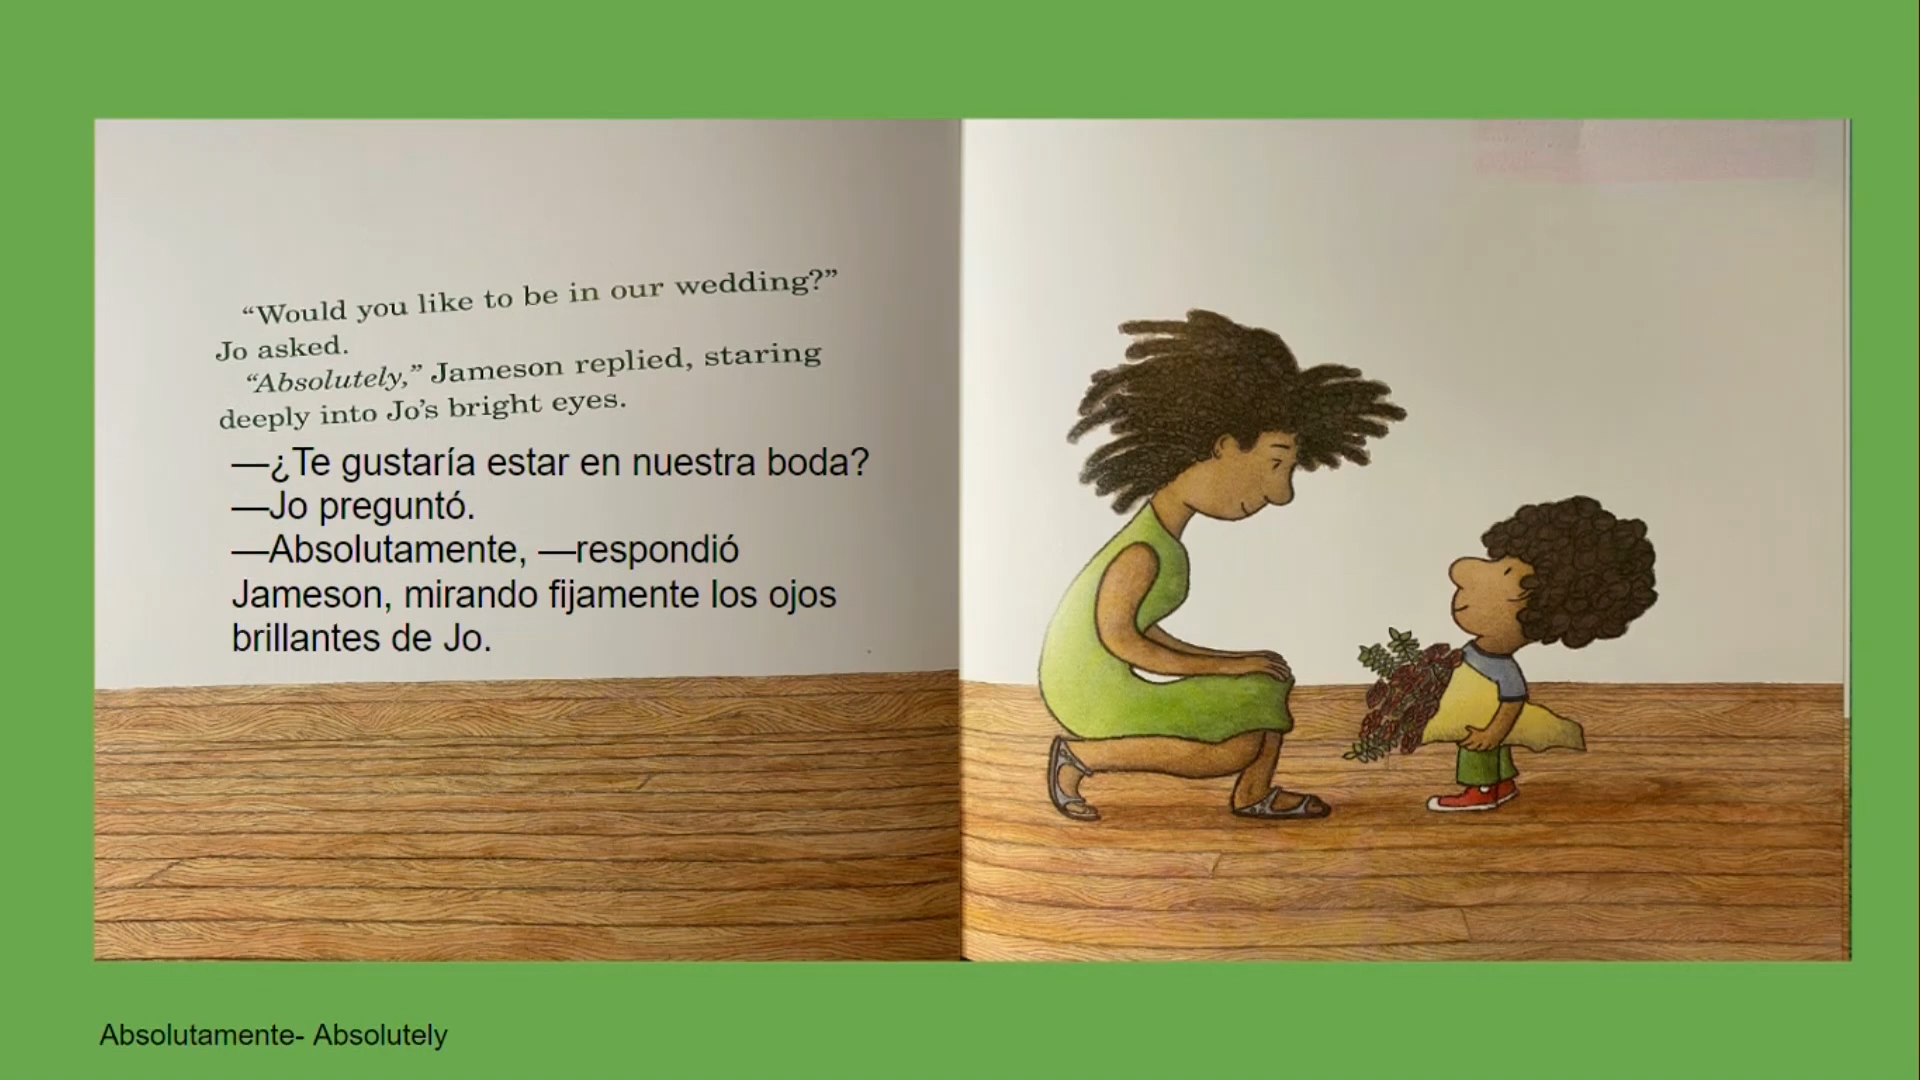 “Would you like to be in our wedding?”
Jo asked.
“Absolutely,” Jameson replied, staring
deeply into Jo’s bright eyes.
—¿Te gustaría estar en nuestra boda?
—Jo preguntó.
—Absolutamente, —respondió
Jameson, mirando fijamente los ojos
brillantes de Jo.
Absolutamente- Absolutely